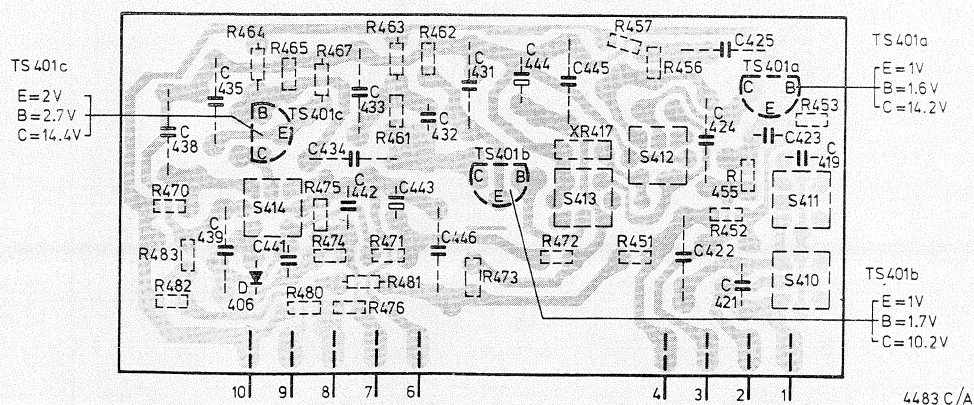 R457
R464
R463
R462
C425
R465
R467
C 431
C 444
C445
R456
TS401a
TS401a
TS401c
E=1V
B=1.6V
C=14.2V
E=2V
B=2.7V
C=14.4V
C 435
C 433
C B
E
R453
B
E
C
TS401c
R461
C 432
C 424
C423
C 438
C434
TS401b
XR417
S412
C 419
C B
E
R470
S414
R475
C 442
C443
S413
R 455
S411
R452
C 439
C441
R474
R471
C446
R472
R451
C422
R483
R473
S410
TS401b
D 406
R481
C 421
R482
R480
R476
E=1V
B=1.7V
C=10.2V
10 9 8 7 6 4 3 2 1
4483 C/A